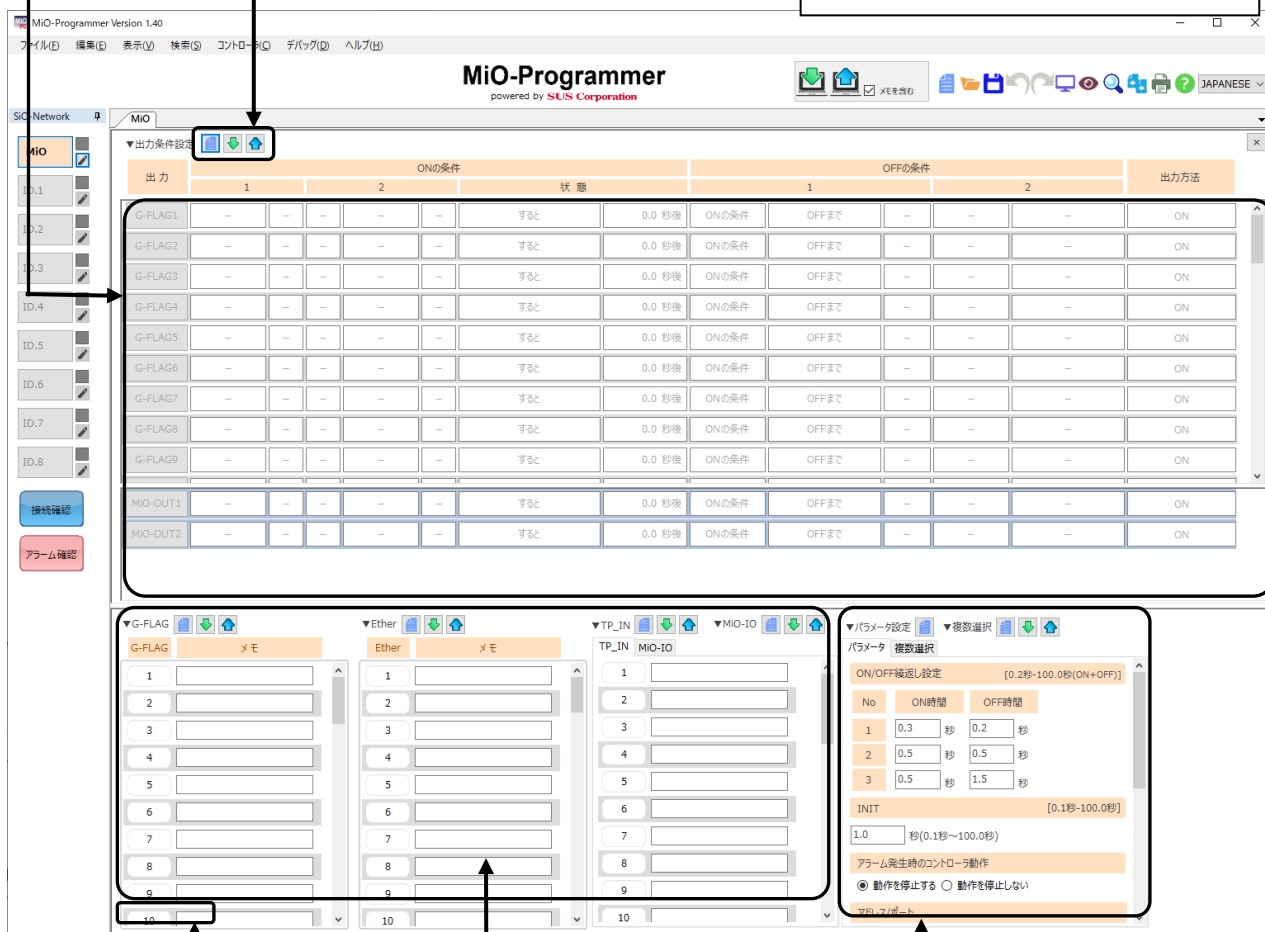 MiO-Programmer Version 1.40
ファイル(F) 編集(E) 表示(V) 検索(S) コントローラ(C) デバッグ(D) ヘルプ(H)
MiO-Programmer
powered by SUS Corporation
メモを含む
JAPANESE
SiO-Network
MiO
▼出力条件設定
MiO
ID.1
ID.2
ID.3
ID.4
ID.5
ID.6
ID.7
ID.8
接続確認
アラーム確認
出力 ONの条件 OFFの条件 出力方法
1 2 状態 1 2
G-FLAG1 – – – – – すると 0.0 秒後 ONの条件 OFFまで – – – ON
G-FLAG2 – – – – – すると 0.0 秒後 ONの条件 OFFまで – – – ON
G-FLAG3 – – – – – すると 0.0 秒後 ONの条件 OFFまで – – – ON
G-FLAG4 – – – – – すると 0.0 秒後 ONの条件 OFFまで – – – ON
G-FLAG5 – – – – – すると 0.0 秒後 ONの条件 OFFまで – – – ON
G-FLAG6 – – – – – すると 0.0 秒後 ONの条件 OFFまで – – – ON
G-FLAG7 – – – – – すると 0.0 秒後 ONの条件 OFFまで – – – ON
G-FLAG8 – – – – – すると 0.0 秒後 ONの条件 OFFまで – – – ON
G-FLAG9 – – – – – すると 0.0 秒後 ONの条件 OFFまで – – – ON
MiO-OUT1 – – – – – すると 0.0 秒後 ONの条件 OFFまで – – – ON
MiO-OUT2 – – – – – すると 0.0 秒後 ONの条件 OFFまで – – – ON
▼G-FLAG
G-FLAG メモ
1
2
3
4
5
6
7
8
9
10
▼Ether
Ether メモ
1
2
3
4
5
6
7
8
9
10
▼TP_IN ▼MiO-IO
TP_IN MiO-IO
1
2
3
4
5
6
7
8
9
10
▼パラメータ設定 ▼複数選択
パラメータ 複数選択
ON/OFF繰返し設定 [0.2秒-100.0秒(ON+OFF)]
No ON時間 OFF時間
1 0.3 秒 0.2 秒
2 0.5 秒 0.5 秒
3 0.5 秒 1.5 秒
INIT [0.1秒-100.0秒]
1.0 秒(0.1秒～100.0秒)
アラーム発生時のコントローラ動作
動作を停止する 動作を停止しない
アドレス/ポート